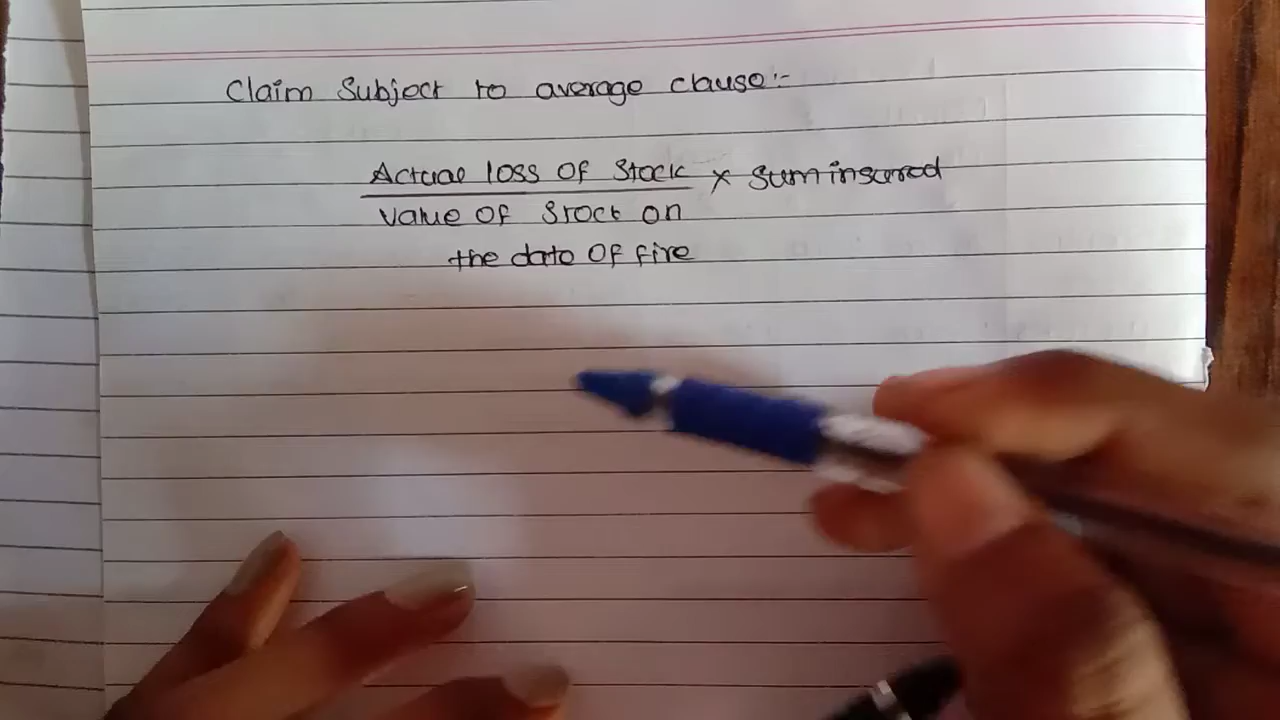 Claim Subject to average clause:-
Actual loss of Stock × Sum insured
Value of Stock on
the date of fire